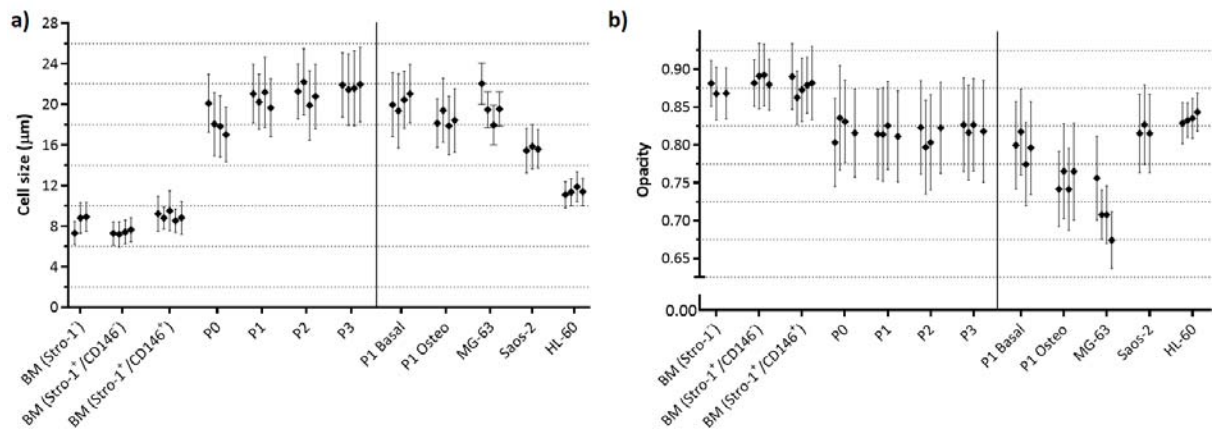 a)
Cell size (μm)
28
24
20
16
12
8
4
0
BM (Stro-1⁻)
BM (Stro-1⁺/CD146⁻)
BM (Stro-1⁺/CD146⁺)
P0
P1
P2
P3
P1 Basal
P1 Osteo
MG-63
Saos-2
HL-60
b)
Opacity
0.90
0.85
0.80
0.75
0.70
0.65
0.00
BM (Stro-1⁻)
BM (Stro-1⁺/CD146⁻)
BM (Stro-1⁺/CD146⁺)
P0
P1
P2
P3
P1 Basal
P1 Osteo
MG-63
Saos-2
HL-60